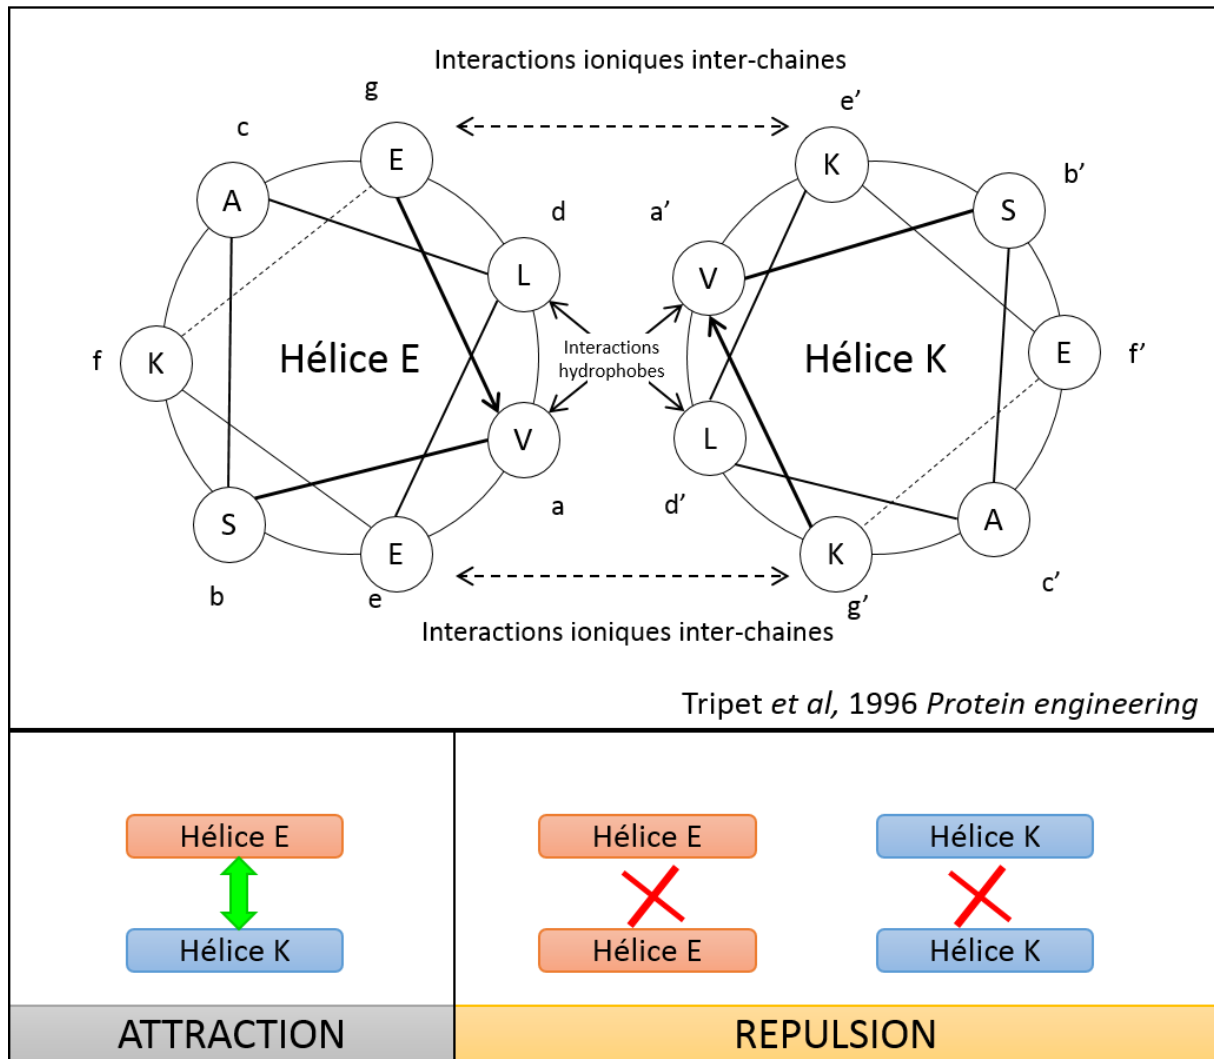 Interactions ioniques inter-chaines
g
e’
c
E
K
b’
A
d
a’
S
L
V
f
K
Hélice E
Interactions
hydrophobes
Hélice K
E
f’
V
L
S
a
d’
A
E
K
b
e
g’
c’
Interactions ioniques inter-chaines
Tripet et al, 1996 Protein engineering
Hélice E
Hélice E
Hélice K
Hélice K
Hélice E
Hélice K
ATTRACTION
REPULSION